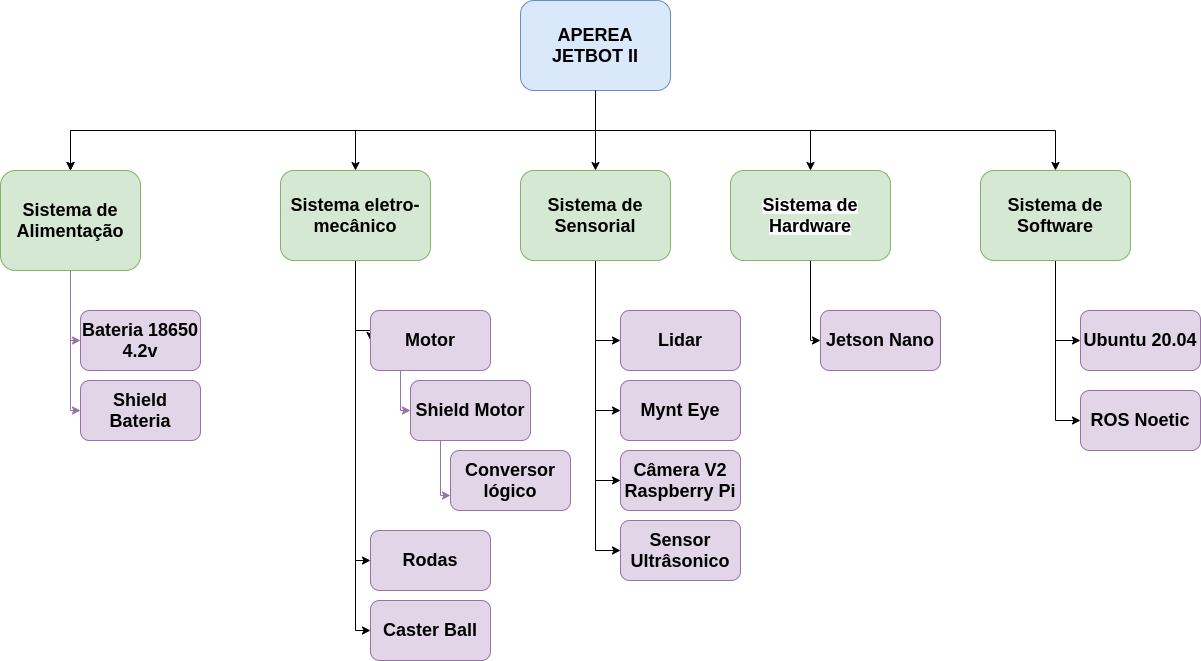 APEREA
JETBOT II
Sistema de
Alimentação
Sistema eletro-
mecânico
Sistema de
Sensorial
Sistema de
Hardware
Sistema de
Software
Bateria 18650
4.2v
Shield
Bateria
Motor
Shield Motor
Conversor
lógico
Rodas
Caster Ball
Lidar
Mynt Eye
Câmera V2
Raspberry Pi
Sensor
Ultrâsonico
Jetson Nano
Ubuntu 20.04
ROS Noetic